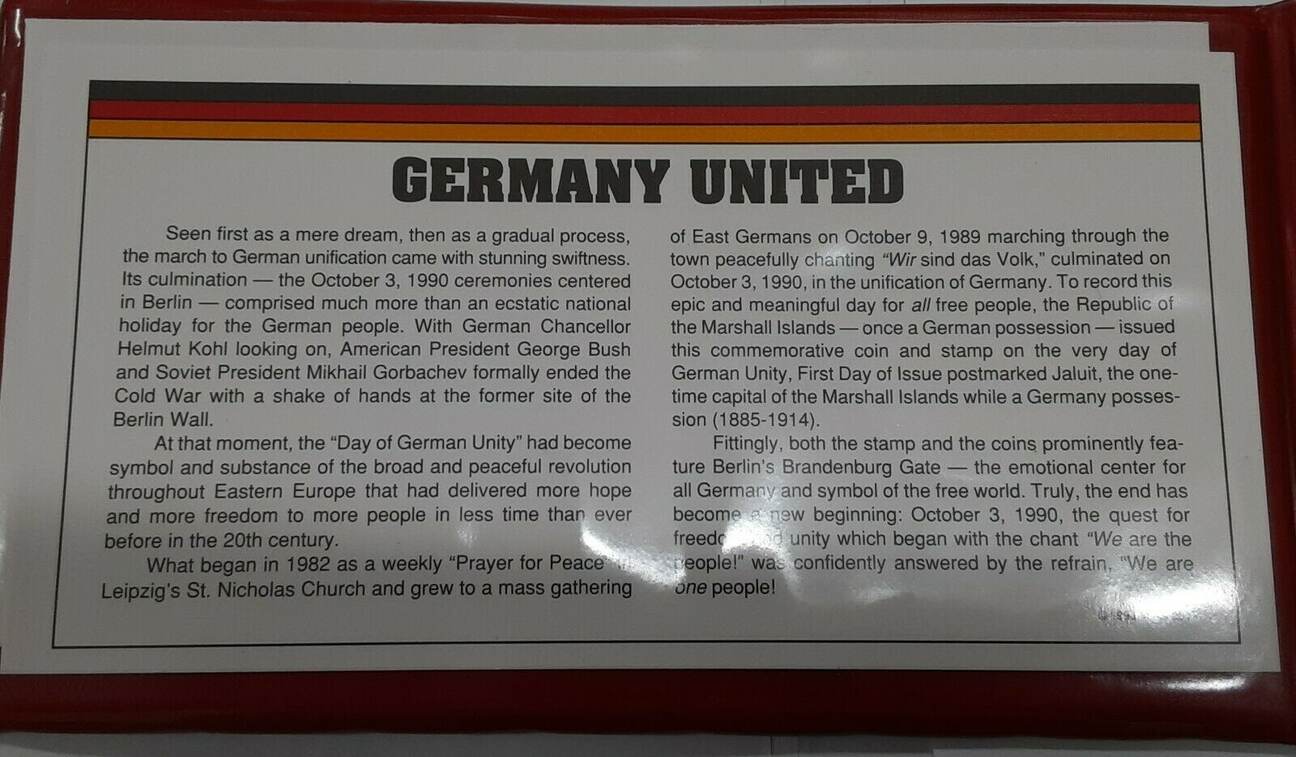 GERMANY UNITED
Seen first as a mere dream, then as a gradual process,
the march to German unification came with stunning swiftness.
Its culmination — the October 3, 1990 ceremonies centered
in Berlin — comprised much more than an ecstatic national
holiday for the German people. With German Chancellor
Helmut Kohl looking on, American President George Bush
and Soviet President Mikhail Gorbachev formally ended the
Cold War with a shake of hands at the former site of the
Berlin Wall.
At that moment, the “Day of German Unity” had become
symbol and substance of the broad and peaceful revolution
throughout Eastern Europe that had delivered more hope
and more freedom to more people in less time than ever
before in the 20th century.
What began in 1982 as a weekly “Prayer for Peace”
Leipzig's St. Nicholas Church and grew to a mass gathering
of East Germans on October 9, 1989 marching through the
town peacefully chanting “Wir sind das Volk,” culminated on
October 3, 1990, in the unification of Germany. To record this
epic and meaningful day for all free people, the Republic of
the Marshall Islands — once a German possession — issued
this commemorative coin and stamp on the very day of
German Unity, First Day of Issue postmarked Jaluit, the one-
time capital of the Marshall Islands while a Germany posses-
sion (1885-1914).
Fittingly, both the stamp and the coins prominently fea-
ture Berlin's Brandenburg Gate — the emotional center for
all Germany and symbol of the free world. Truly, the end has
become a new beginning: October 3, 1990, the quest for
unity which began with the chant “We are the
people!” was confidently answered by the refrain, “We are
one people!